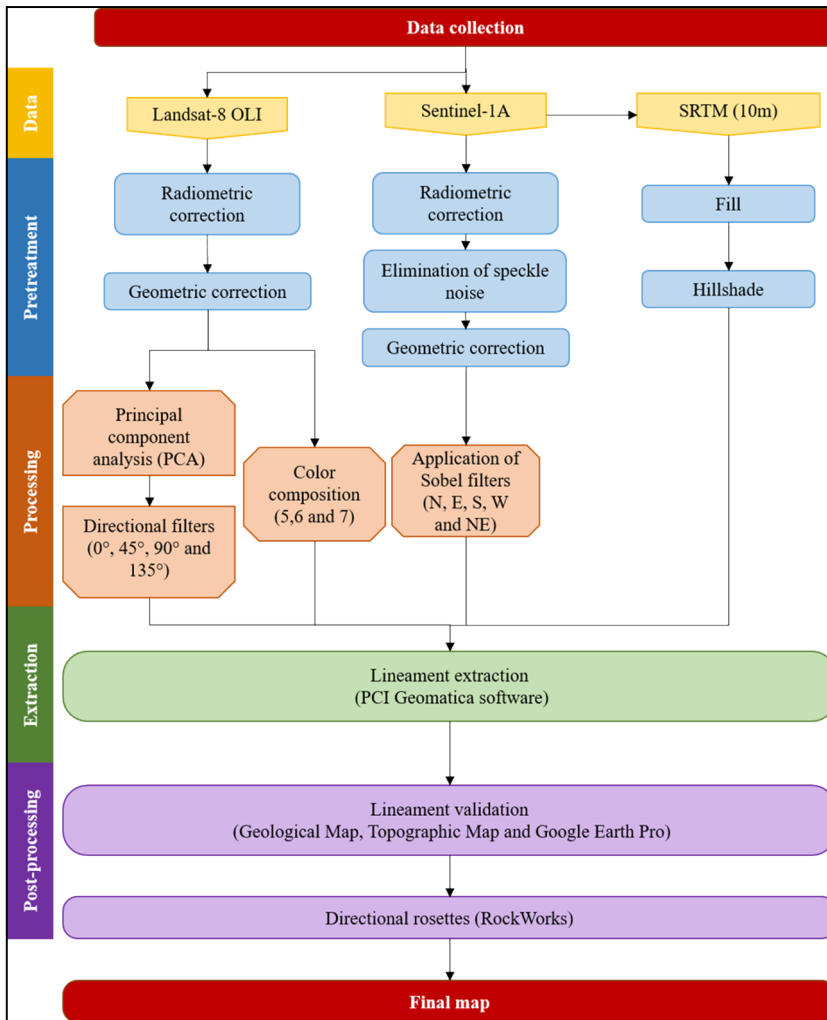 Data collection
Data
Landsat-8 OLI
Sentinel-1A
SRTM (10m)
Pretreatment
Radiometric
correction
Radiometric
correction
Fill
Elimination of speckle
noise
Geometric correction
Hillshade
Geometric correction
Processing
Principal
component
analysis (PCA)
Color
composition
(5,6 and 7)
Application of
Sobel filters
(N, E, S, W
and NE)
Directional filters
(0°, 45°, 90° and
135°)
Extraction
Lineament extraction
(PCI Geomatica software)
Post-processing
Lineament validation
(Geological Map, Topographic Map and Google Earth Pro)
Directional rosettes (RockWorks)
Final map